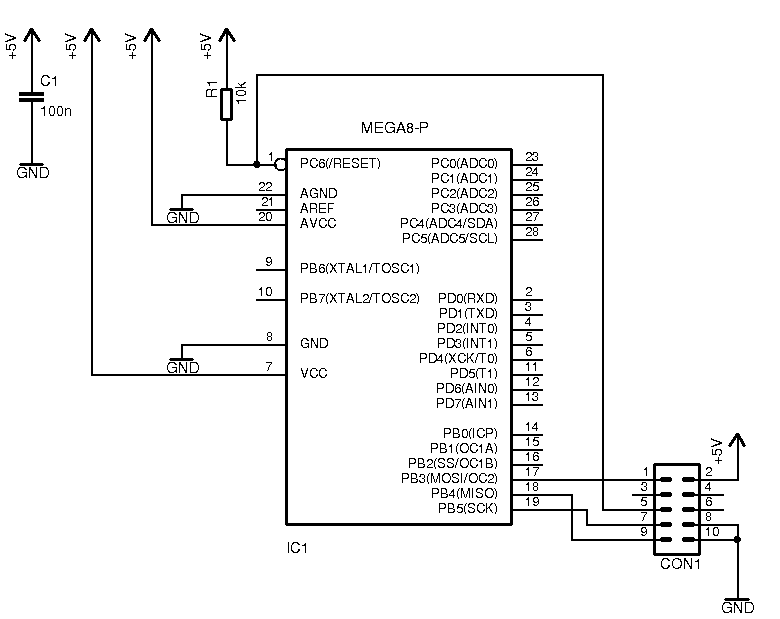 +5V
+5V
+5V
+5V
C1
100n
GND
R1
10k
MEGA8-P
1 PC6(/RESET)
22 AGND
21 AREF
20 AVCC
GND
9 PB6(XTAL1/TOSC1)
10 PB7(XTAL2/TOSC2)
8 GND
GND
7 VCC
PC0(ADC0) 23
PC1(ADC1) 24
PC2(ADC2) 25
PC3(ADC3) 26
PC4(ADC4/SDA) 27
PC5(ADC5/SCL) 28
PD0(RXD) 2
PD1(TXD) 3
PD2(INT0) 4
PD3(INT1) 5
PD4(XCK/T0) 6
PD5(T1) 11
PD6(AIN0) 12
PD7(AIN1) 13
PB0(ICP) 14
PB1(OC1A) 15
PB2(SS/OC1B) 16
PB3(MOSI/OC2) 17
PB4(MISO) 18
PB5(SCK) 19
IC1
+5V
1 2
3 4
5 6
7 8
9 10
CON1
GND